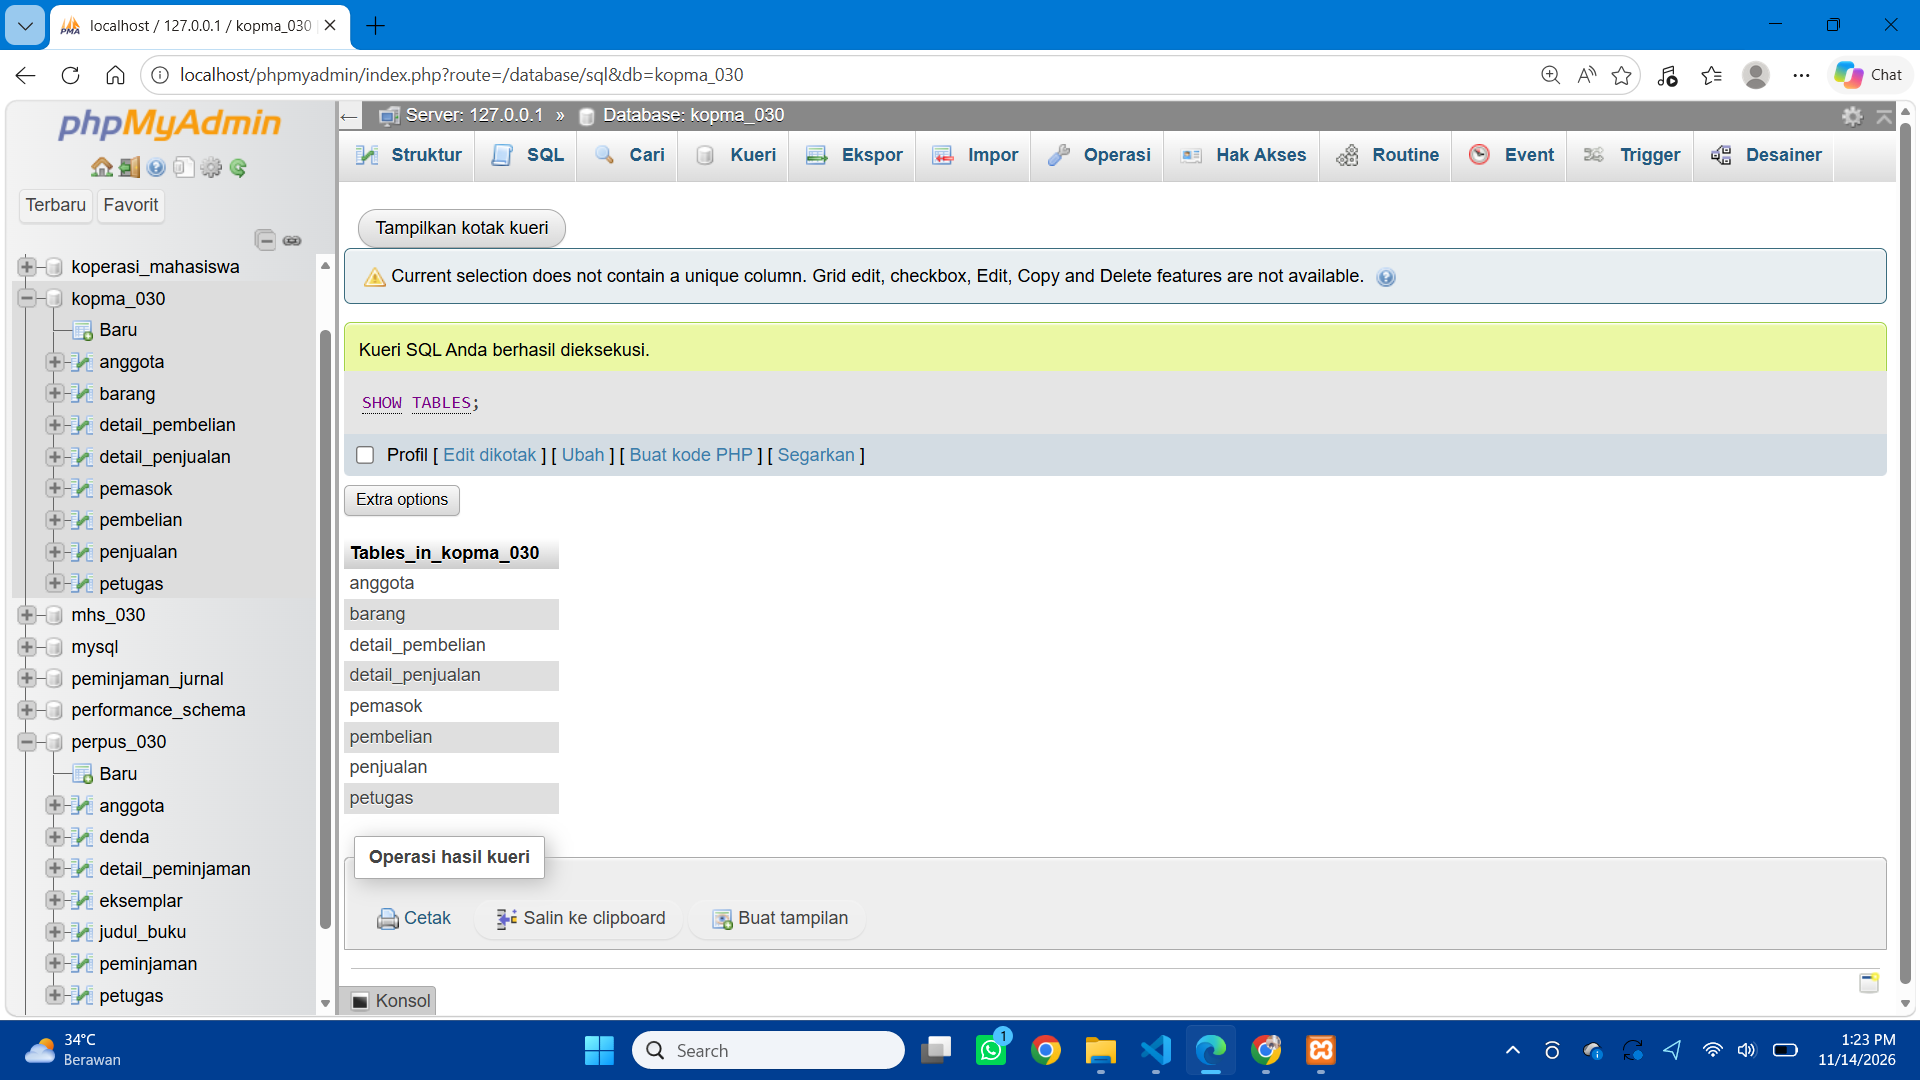 localhost / 127.0.0.1 / kopma_030
localhost/phpmyadmin/index.php?route=/database/sql&db=kopma_030
Chat
phpMyAdmin
Terbaru
Favorit
koperasi_mahasiswa
kopma_030
Baru
anggota
barang
detail_pembelian
detail_penjualan
pemasok
pembelian
penjualan
petugas
mhs_030
mysql
peminjaman_jurnal
performance_schema
perpus_030
Baru
anggota
denda
detail_peminjaman
eksemplar
judul_buku
peminjaman
petugas
Server: 127.0.0.1 » Database: kopma_030
Struktur
SQL
Cari
Kueri
Ekspor
Impor
Operasi
Hak Akses
Routine
Event
Trigger
Desainer
Tampilkan kotak kueri
Current selection does not contain a unique column. Grid edit, checkbox, Edit, Copy and Delete features are not available.
Kueri SQL Anda berhasil dieksekusi.
SHOW TABLES;
Profil [ Edit dikotak ] [ Ubah ] [ Buat kode PHP ] [ Segarkan ]
Extra options
Tables_in_kopma_030
anggota
barang
detail_pembelian
detail_penjualan
pemasok
pembelian
penjualan
petugas
Operasi hasil kueri
Cetak
Salin ke clipboard
Buat tampilan
Konsol
34°C
Berawan
Search
1
1:23 PM
11/14/2026